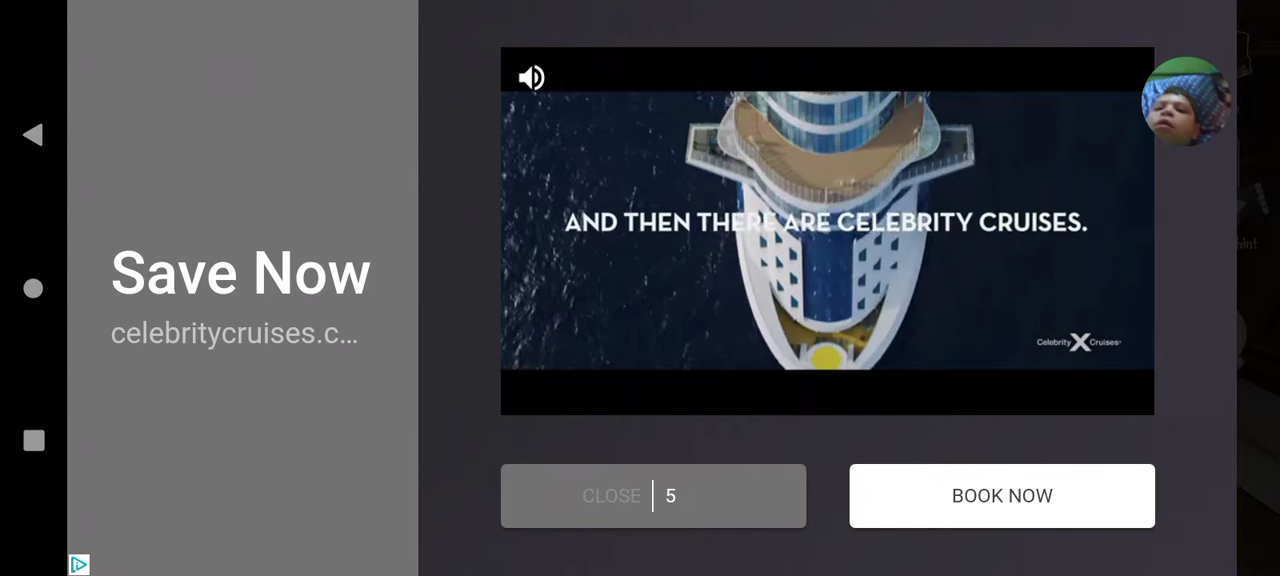 Save Now
celebritycruises.c...
AND THEN THERE ARE CELEBRITY CRUISES.
Celebrity X Cruises
CLOSE 5
BOOK NOW